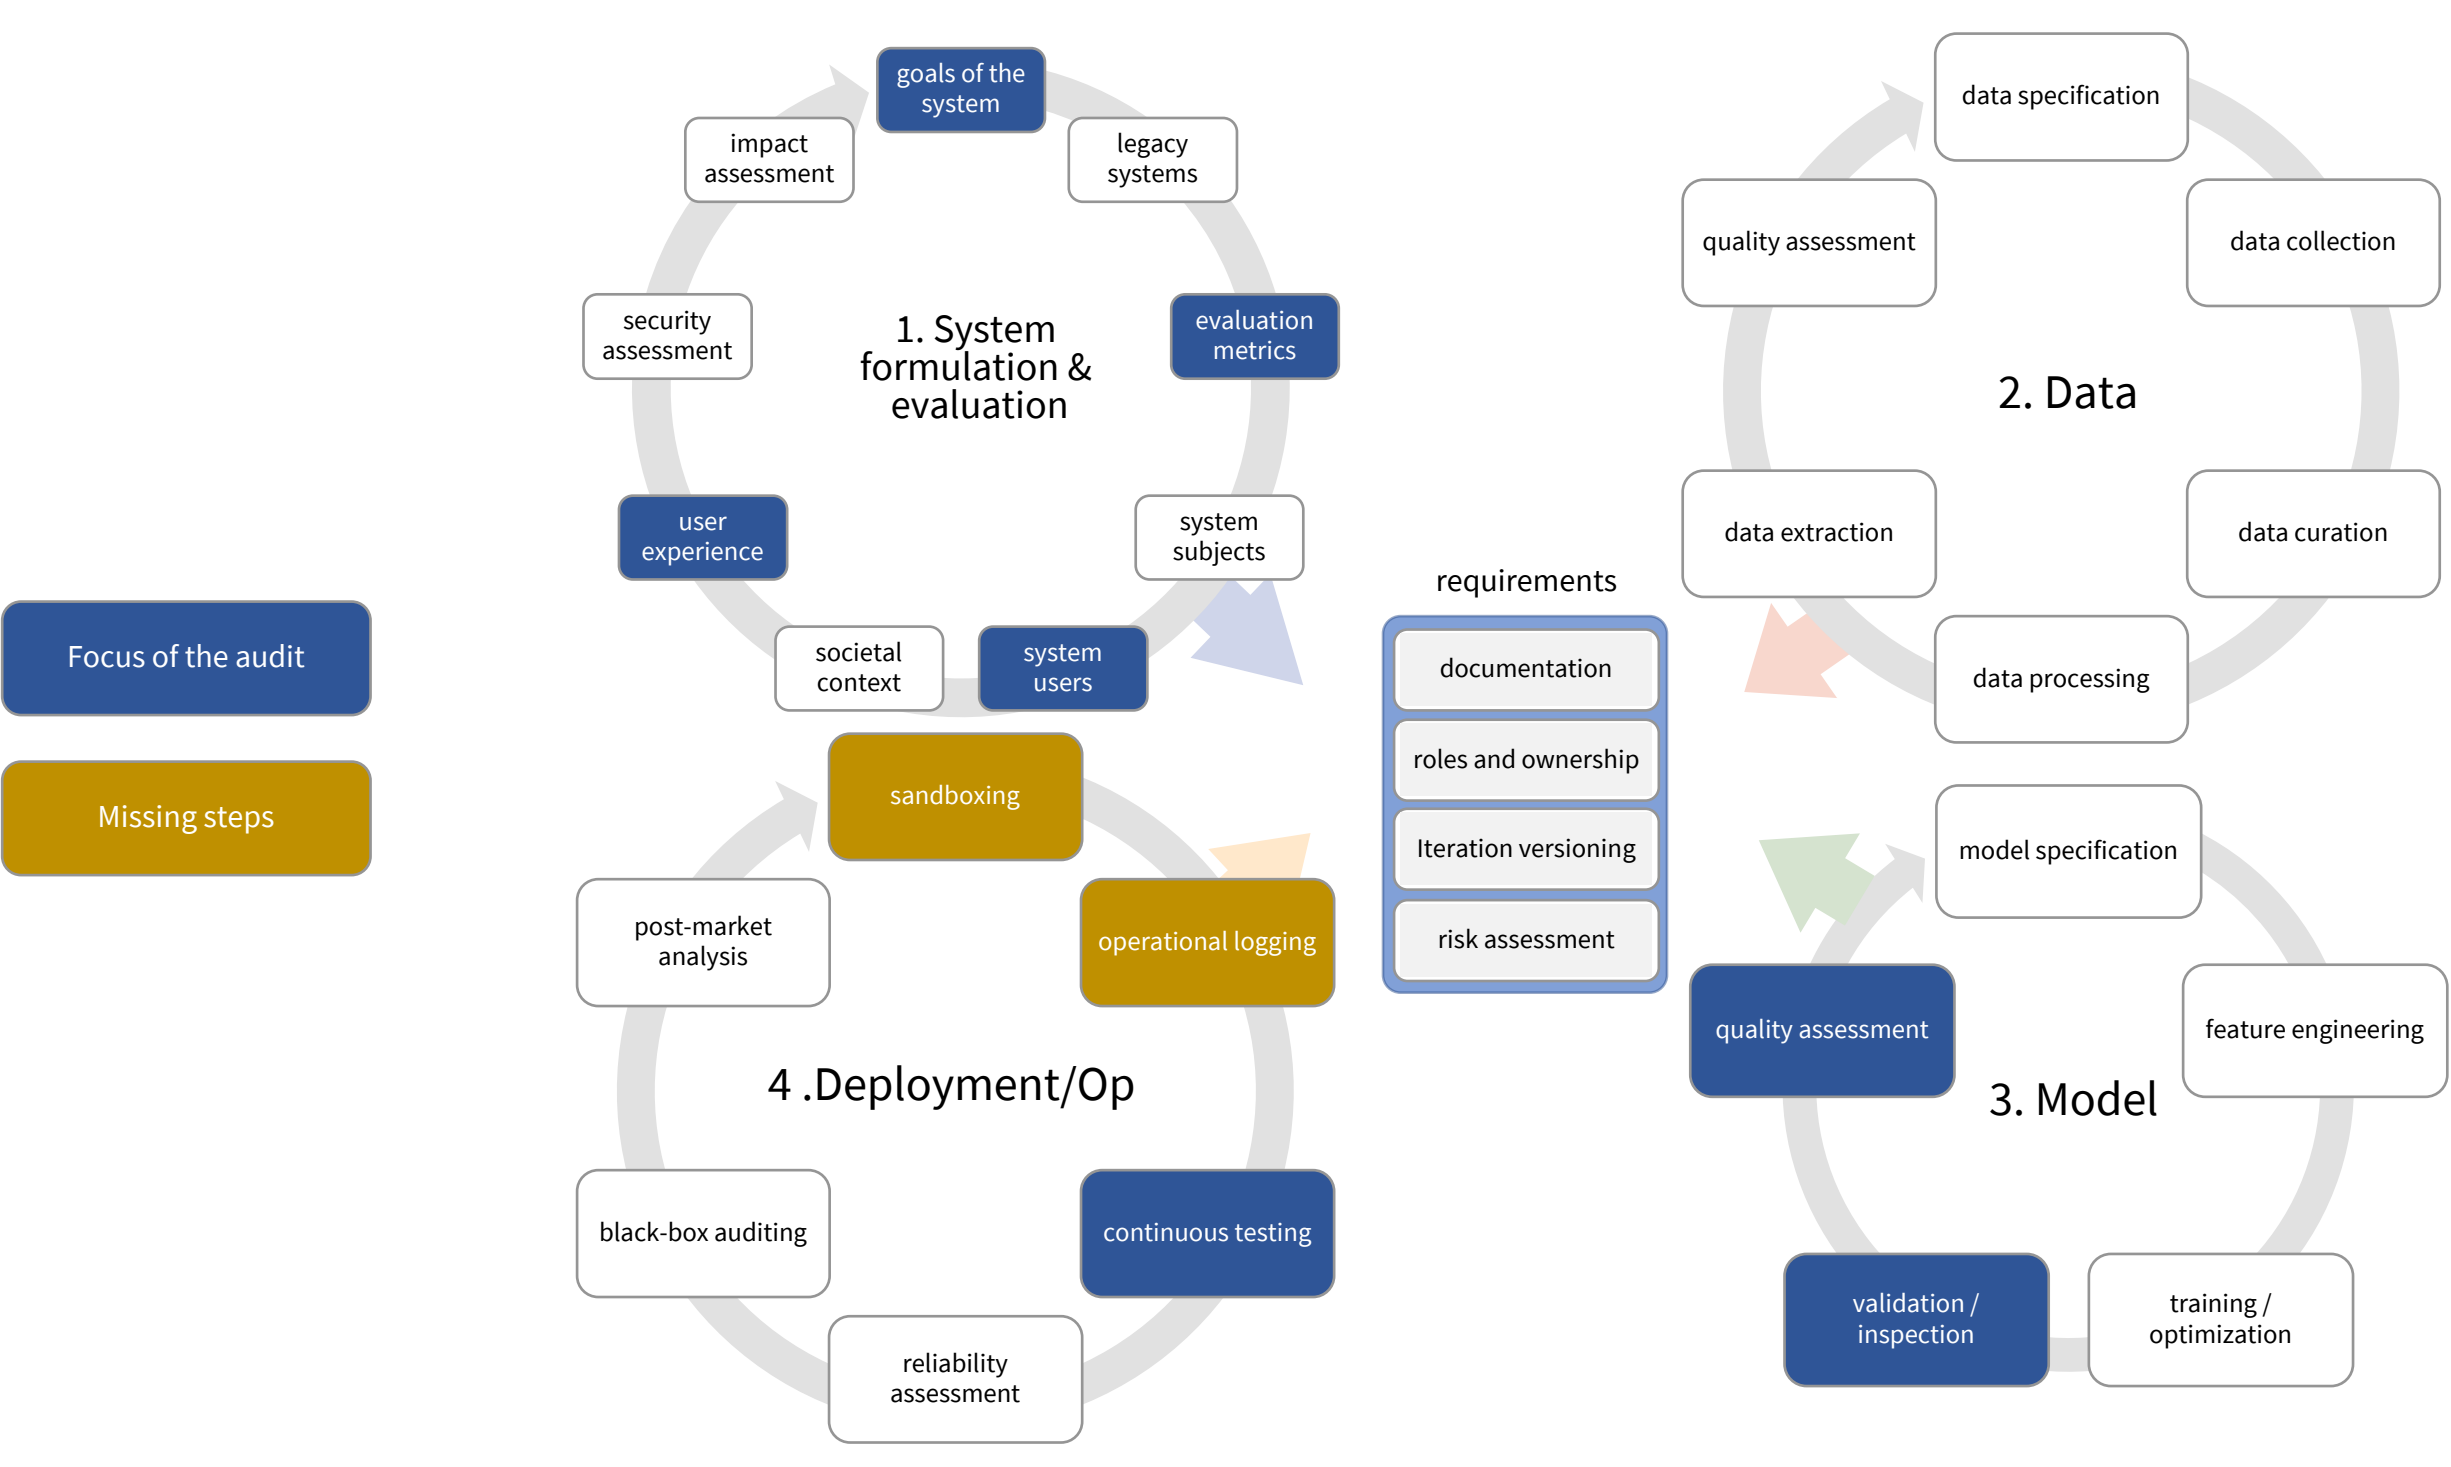 Focus of the audit
Missing steps
1. System
formulation &
evaluation
goals of the
system
legacy
systems
evaluation
metrics
system
subjects
system
users
societal
context
user
experience
security
assessment
impact
assessment
2. Data
data specification
data collection
data curation
data processing
data extraction
quality assessment
requirements
documentation
roles and ownership
Iteration versioning
risk assessment
3. Model
model specification
feature engineering
training /
optimization
validation /
inspection
quality assessment
4 .Deployment/Op
sandboxing
operational logging
continuous testing
reliability
assessment
black-box auditing
post-market
analysis